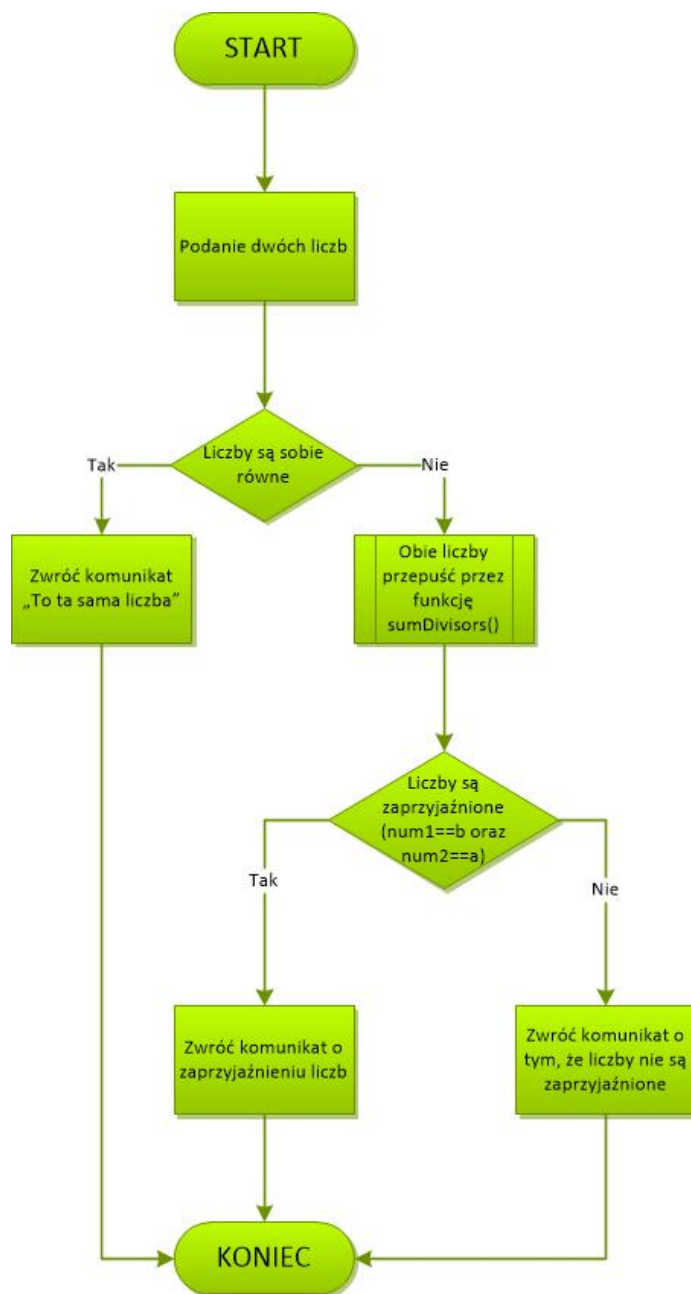 START
Podanie dwóch liczb
Liczby są sobie
równe
Tak
Nie
Zwróć komunikat
„To ta sama liczba”
Obie liczby
przepuść przez
funkcję
sumDivisors()
Liczby są
zaprzyjaźnione
(num1==b oraz
num2==a)
Tak
Nie
Zwróć komunikat o
zaprzyjaźnieniu liczb
Zwróć komunikat o
tym, że liczby nie są
zaprzyjaźnione
KONIEC